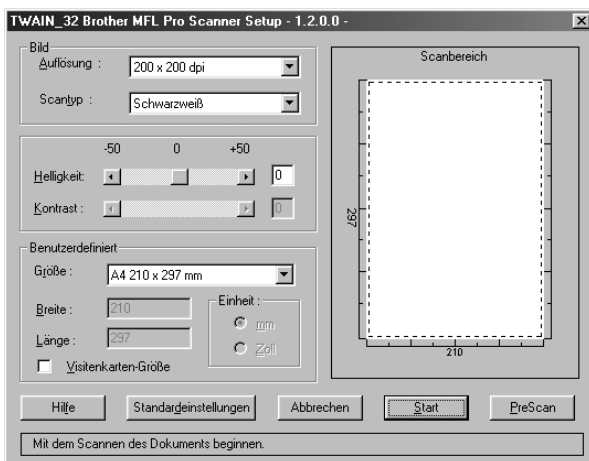 TWAIN_32 Brother MFL Pro Scanner Setup - 1.2.0.0 -
Bild
Auflösung :
200 x 200 dpi
Scantyp :
Schwarzweiß
-50 0 +50
Helligkeit:
0
Kontrast :
0
Benutzerdefiniert
Größe :
A4 210 x 297 mm
Breite :
210
Länge :
297
Einheit :
mm
Zoll
Visitenkarten-Größe
Scanbereich
297
210
Hilfe
Standardeinstellungen
Abbrechen
Start
PreScan
Mit dem Scannen des Dokuments beginnen.